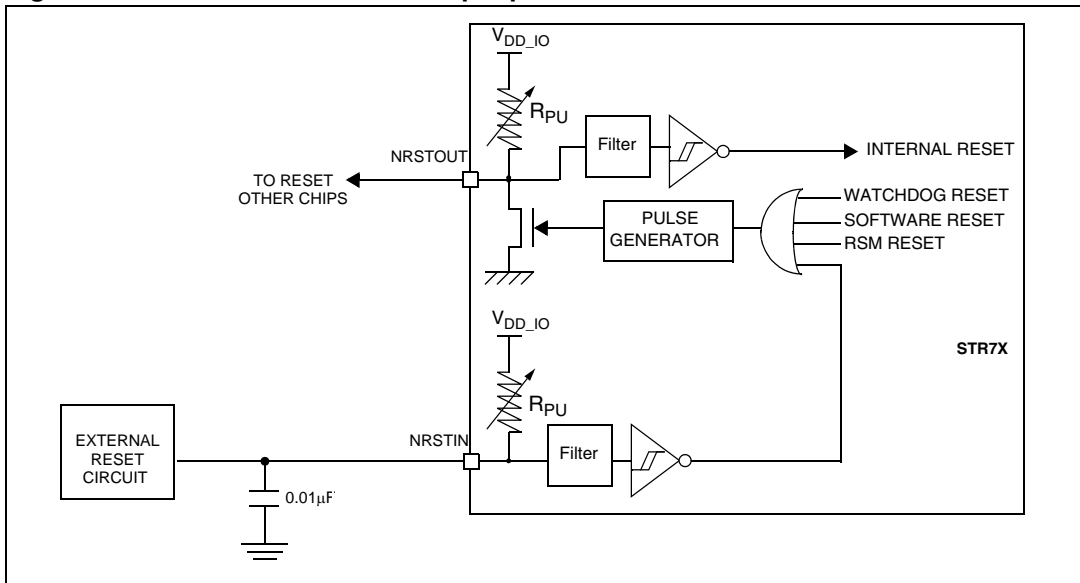 V_DD_IO
R_PU
NRSTOUT
Filter
INTERNAL RESET
TO RESET
OTHER CHIPS
PULSE
GENERATOR
WATCHDOG RESET
SOFTWARE RESET
RSM RESET
V_DD_IO
STR7X
R_PU
EXTERNAL
RESET
CIRCUIT
NRSTIN
Filter
0.01µF